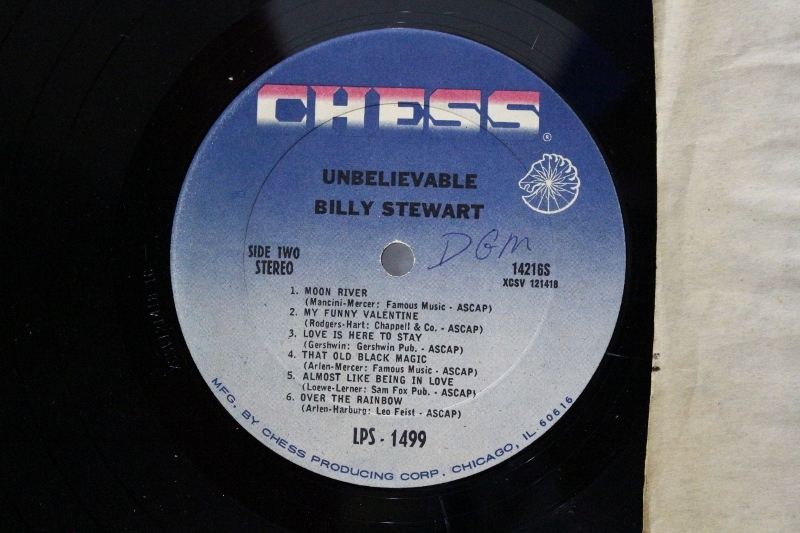 CHESS
®
UNBELIEVABLE
BILLY STEWART
DGM
SIDE TWO
STEREO
14216S
XCSV 121418
1. MOON RIVER
(Mancini-Mercer: Famous Music - ASCAP)
2. MY FUNNY VALENTINE
(Rodgers-Hart: Chappell & Co. - ASCAP)
3. LOVE IS HERE TO STAY
(Gershwin: Gershwin Pub. - ASCAP)
4. THAT OLD BLACK MAGIC
(Arlen-Mercer: Famous Music - ASCAP)
5. ALMOST LIKE BEING IN LOVE
(Loewe-Lerner: Sam Fox Pub. - ASCAP)
6. OVER THE RAINBOW
(Arlen-Harburg: Leo Feist - ASCAP)
LPS - 1499
MFG. BY CHESS PRODUCING CORP. CHICAGO, IL. 60616